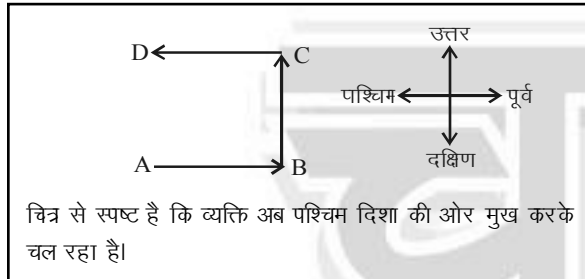 उत्तर
D C
पश्चिम पूर्व
दक्षिण
A B
चित्र से स्पष्ट है कि व्यक्ति अब पश्चिम दिशा की ओर मुख करके
चल रहा है।